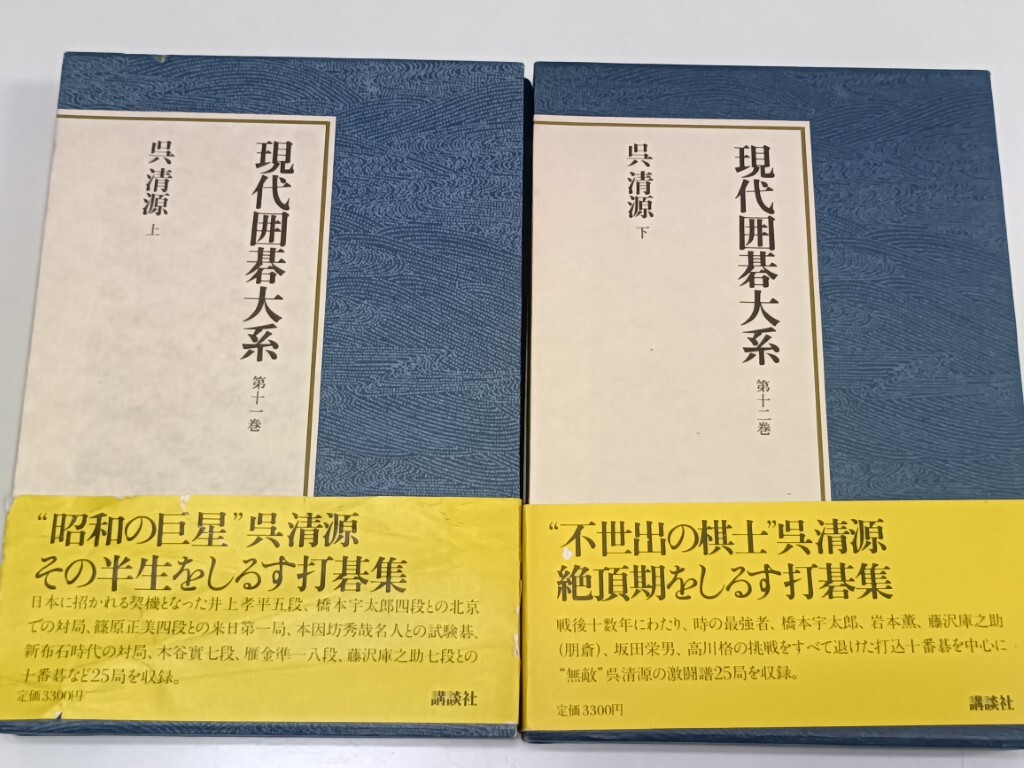 現代囲碁大系
第十一巻
呉清源
上
“昭和の巨星”呉清源
その半生をしるす打碁集
日本に招かれる契機となった井上孝平五段、橋本宇太郎四段との北京
での対局、篠原正美四段との来日第一局、本因坊秀哉名人との試験碁、
新布石時代の対局、木谷實七段、雁金準一八段、藤沢庫之助七段との
十番碁など25局を収録。
定価3300円
講談社
現代囲碁大系
第十二巻
呉清源
下
“不世出の棋士”呉清源
絶頂期をしるす打碁集
戦後十数年にわたり、時の最強者、橋本宇太郎、岩本薫、藤沢庫之助
(朋斎)、坂田栄男、高川格の挑戦をすべて退けた打込十番碁を中心に
“無敵”呉清源の激闘譜25局を収録。
定価3300円
講談社